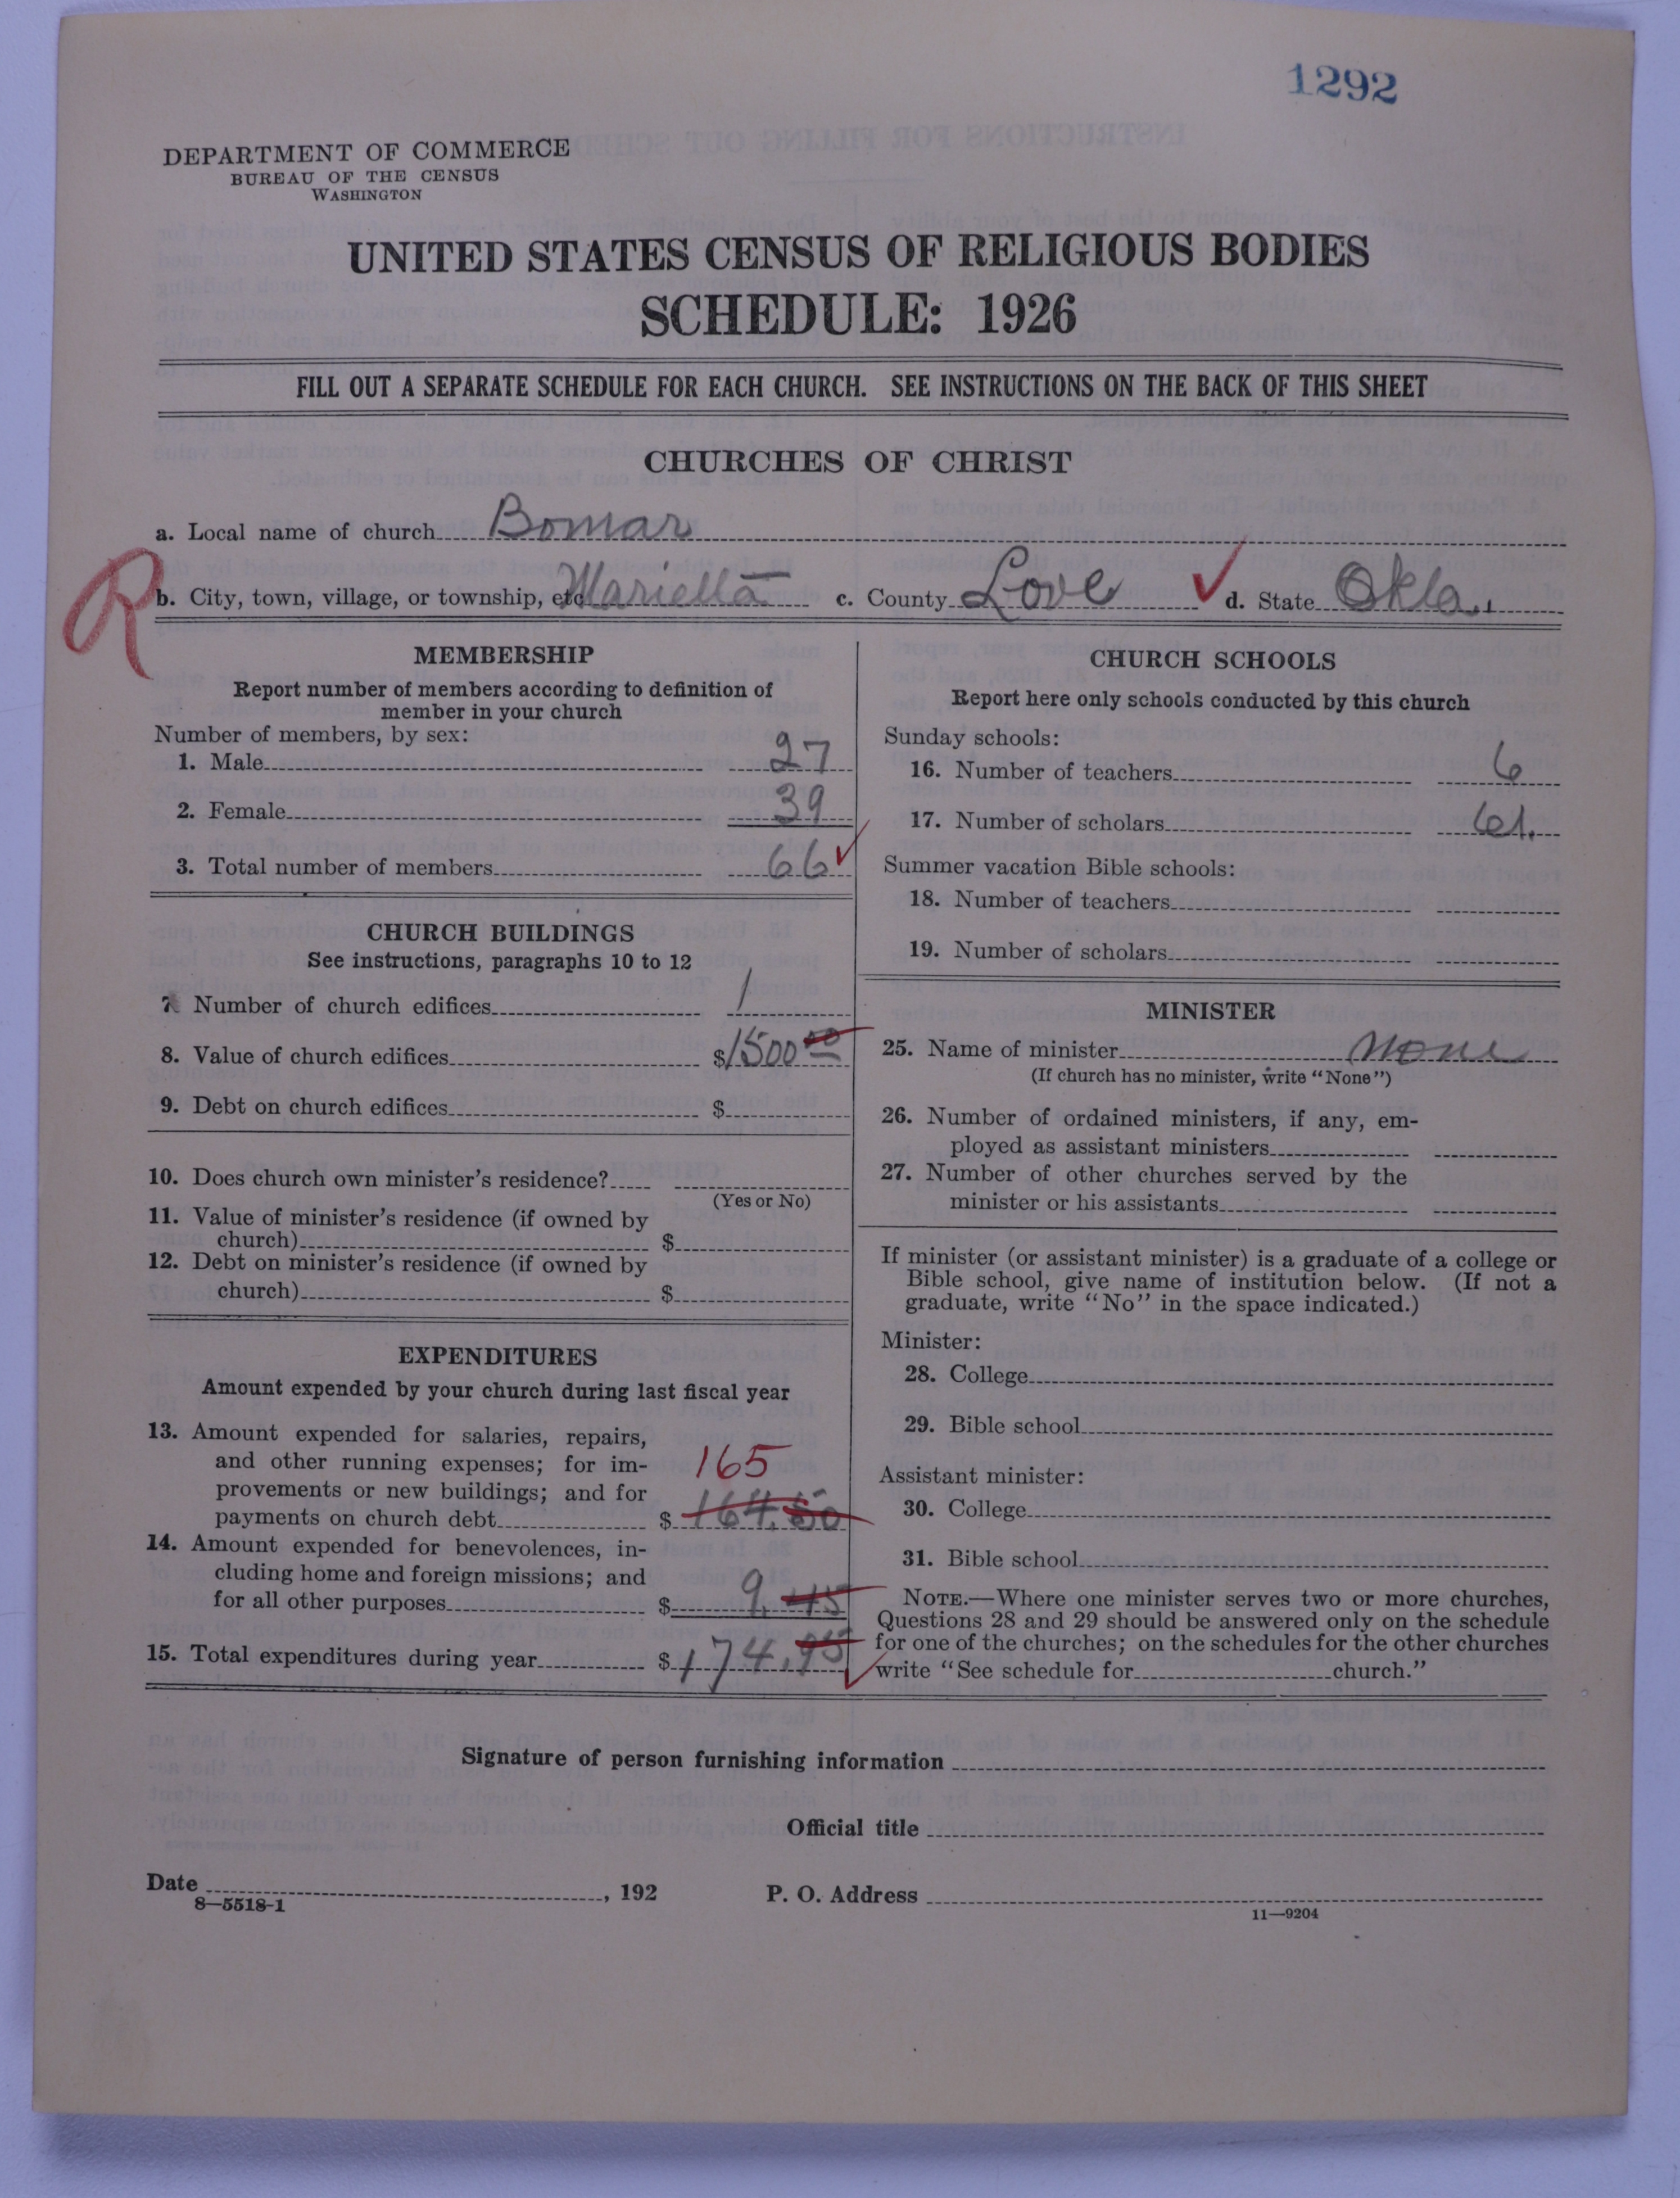 1292
DEPARTMENT OF COMMERCE
BUREAU OF THE CENSUS
WASHINGTON
UNITED STATES CENSUS OF RELIGIOUS BODIES
SCHEDULE: 1926
FILL OUT A SEPARATE SCHEDULE FOR EACH CHURCH. SEE INSTRUCTIONS ON THE BACK OF THIS SHEET
CHURCHES OF CHRIST
a. Local name of church Bomar
R
b. City, town, village, or township, etc. Marietta c. County Love ✓ d. State Okla.
MEMBERSHIP
Report number of members according to definition of
member in your church
Number of members, by sex:
1. Male 27
2. Female 39
3. Total number of members 66 ✓
CHURCH BUILDINGS
See instructions, paragraphs 10 to 12
7. Number of church edifices 1
8. Value of church edifices $1500 00
9. Debt on church edifices $
10. Does church own minister's residence?
(Yes or No)
11. Value of minister's residence (if owned by
church) $
12. Debt on minister's residence (if owned by
church) $
EXPENDITURES
Amount expended by your church during last fiscal year
13. Amount expended for salaries, repairs,
and other running expenses; for im-
165
provements or new buildings; and for
payments on church debt $ 164.50
14. Amount expended for benevolences, in-
cluding home and foreign missions; and
for all other purposes $ 9.45
15. Total expenditures during year $174.95 ✓
CHURCH SCHOOLS
Report here only schools conducted by this church
Sunday schools:
16. Number of teachers 6
17. Number of scholars 61.
Summer vacation Bible schools:
18. Number of teachers
19. Number of scholars
MINISTER
25. Name of minister None
(If church has no minister, write "None")
26. Number of ordained ministers, if any, em-
ployed as assistant ministers
27. Number of other churches served by the
minister or his assistants
If minister (or assistant minister) is a graduate of a college or
Bible school, give name of institution below. (If not a
graduate, write "No" in the space indicated.)
Minister:
28. College
29. Bible school
Assistant minister:
30. College
31. Bible school
NOTE.—Where one minister serves two or more churches,
Questions 28 and 29 should be answered only on the schedule
for one of the churches; on the schedules for the other churches
write "See schedule for church."
Signature of person furnishing information
Official title
Date , 192 P. O. Address
8—5518-1
11—9204